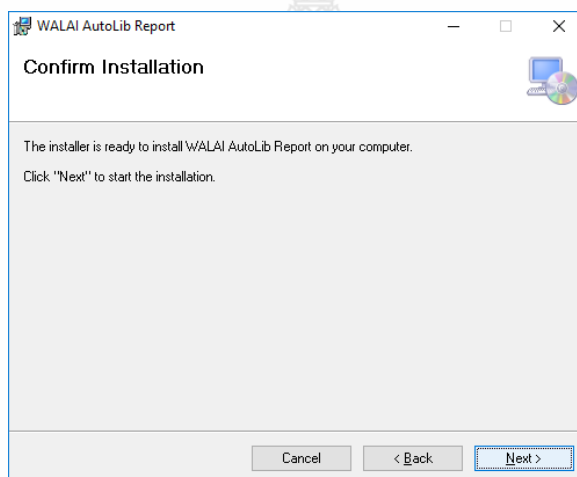 WALAI AutoLib Report
Confirm Installation
The installer is ready to install WALAI AutoLib Report on your computer.
Click "Next" to start the installation.
Cancel
< Back
Next >